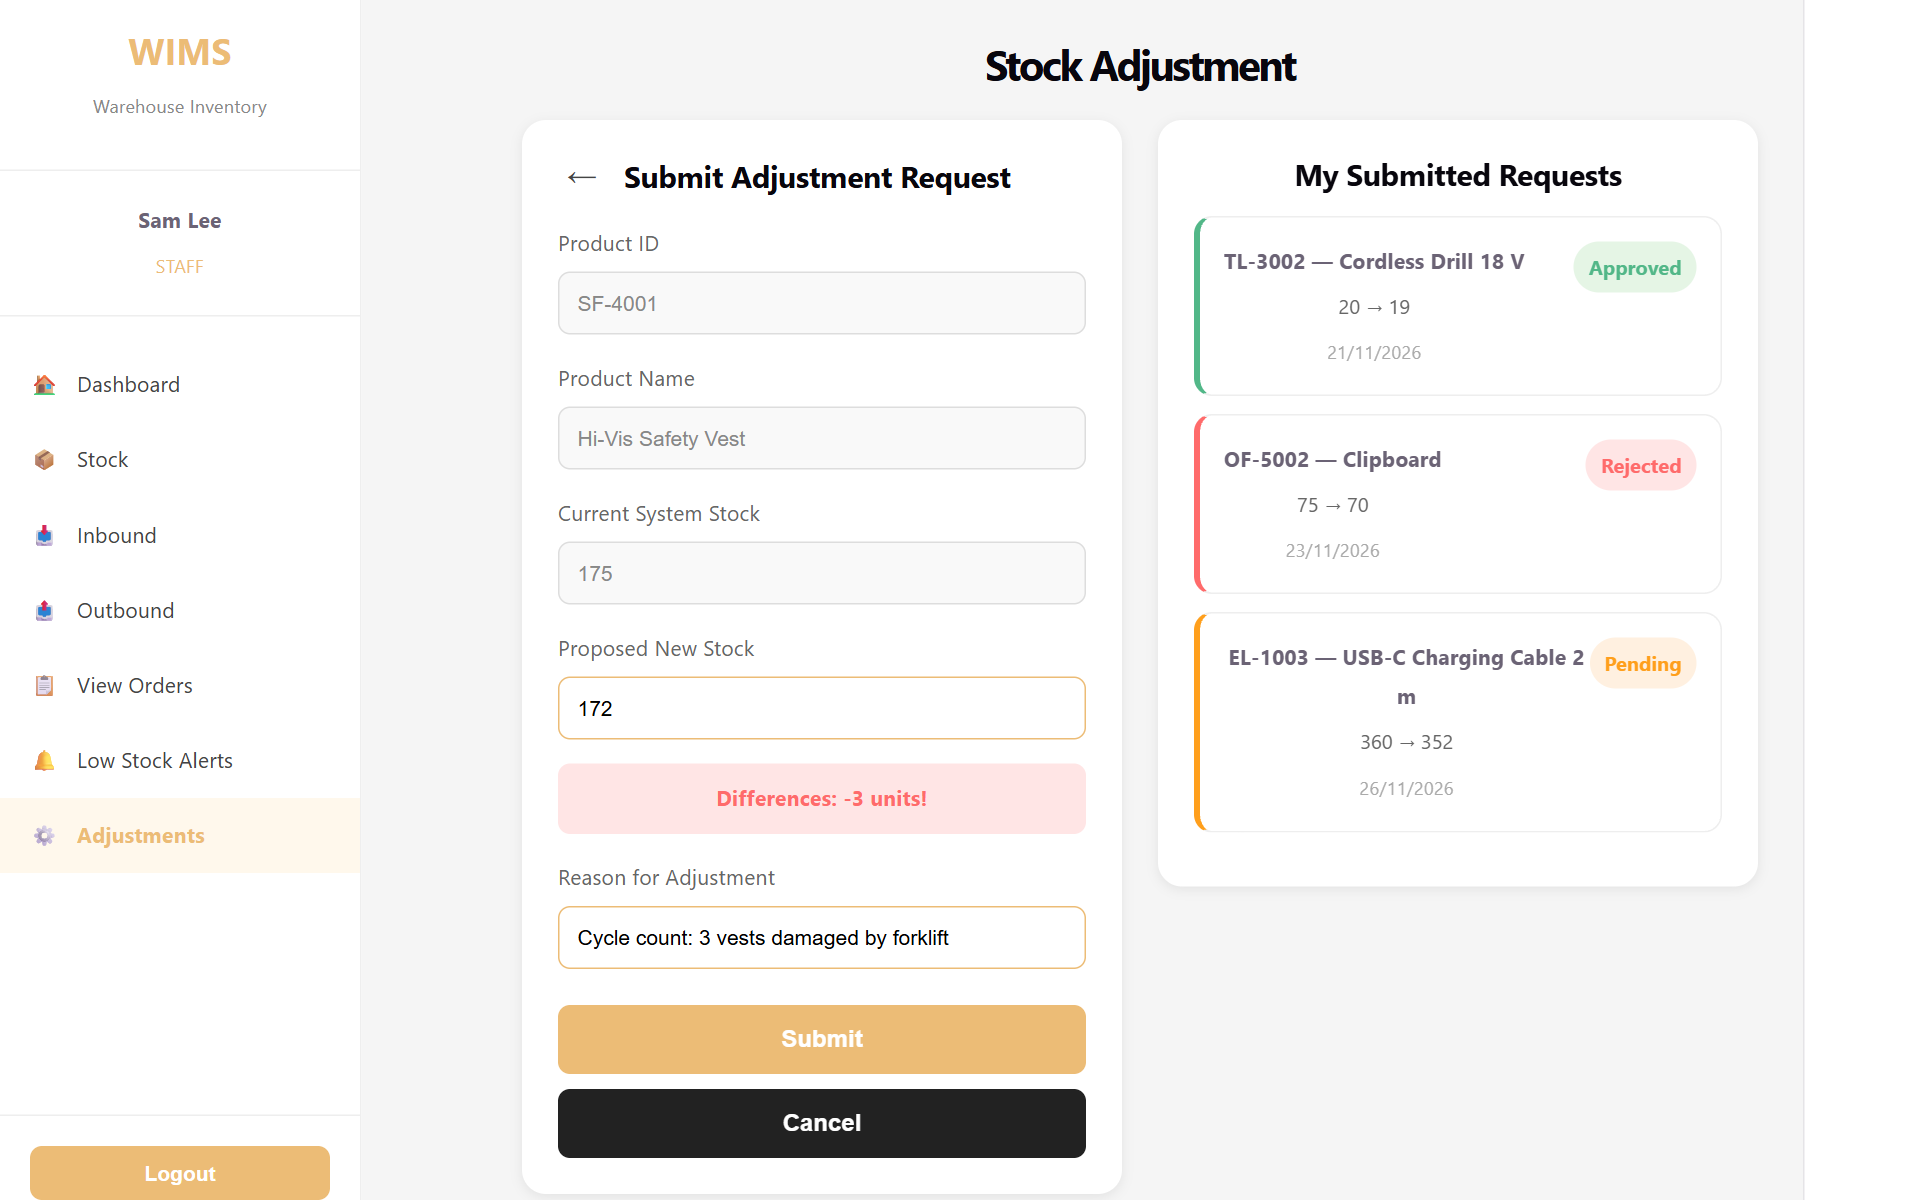 WIMS
Warehouse Inventory
Sam Lee
STAFF
Dashboard
Stock
Inbound
Outbound
View Orders
Low Stock Alerts
Adjustments
Logout
Stock Adjustment
← Submit Adjustment Request
Product ID
SF-4001
Product Name
Hi-Vis Safety Vest
Current System Stock
175
Proposed New Stock
172
Differences: -3 units!
Reason for Adjustment
Cycle count: 3 vests damaged by forklift
Submit
Cancel
My Submitted Requests
TL-3002 — Cordless Drill 18 V
Approved
20 → 19
21/11/2026
OF-5002 — Clipboard
Rejected
75 → 70
23/11/2026
EL-1003 — USB-C Charging Cable 2
m
Pending
360 → 352
26/11/2026